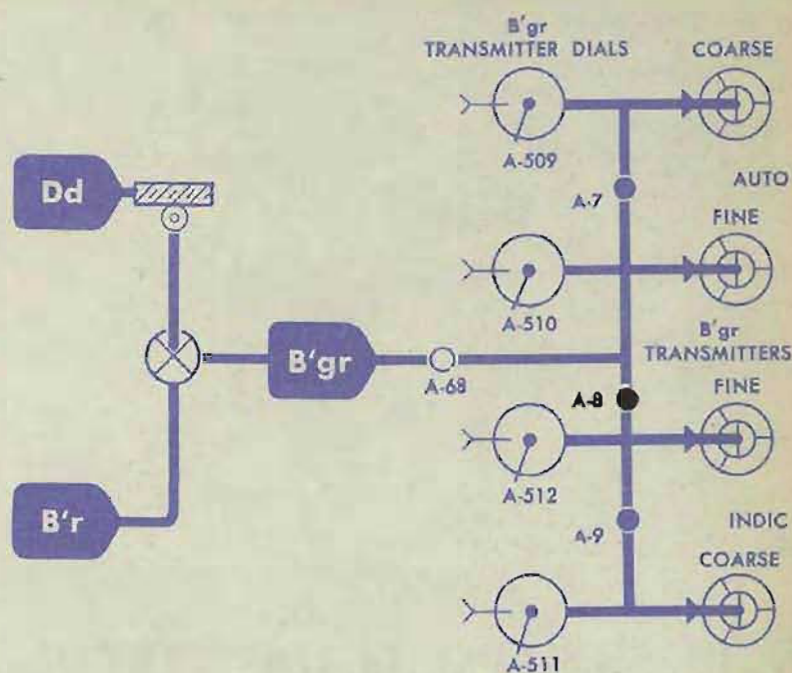 B'gr
TRANSMITTER DIALS
COARSE
A-509
Dd
A-7
AUTO
FINE
A-510
B'gr
TRANSMITTERS
B'gr
A-68
A-8
FINE
A-512
B'r
A-9
INDIC
COARSE
A-511